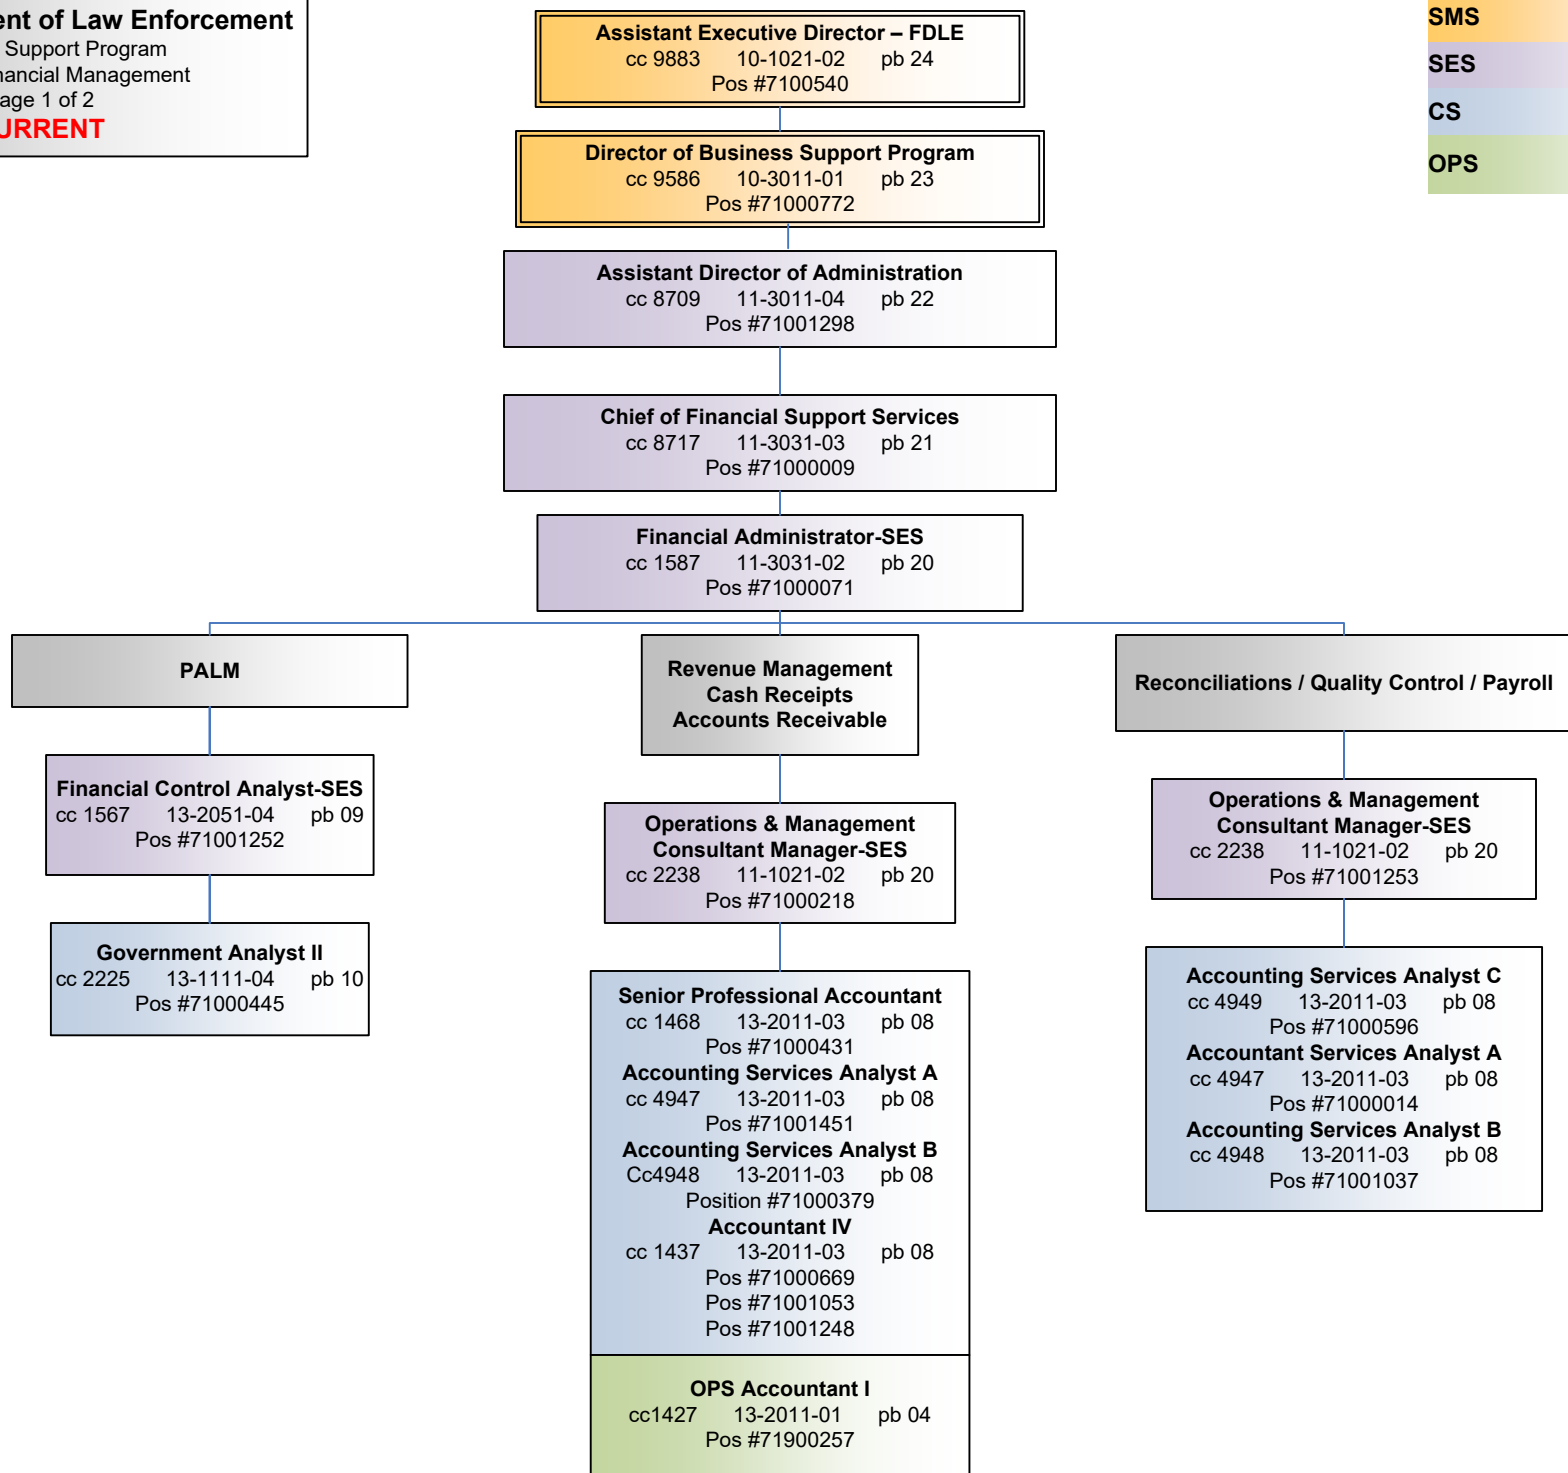 ent of Law Enforcement
Support Program
nancial Management
age 1 of 2
URRENT
SMS
SES
CS
OPS
Assistant Executive Director – FDLE
cc 9883 10-1021-02 pb 24
Pos #7100540
Director of Business Support Program
cc 9586 10-3011-01 pb 23
Pos #71000772
Assistant Director of Administration
cc 8709 11-3011-04 pb 22
Pos #71001298
Chief of Financial Support Services
cc 8717 11-3031-03 pb 21
Pos #71000009
Financial Administrator-SES
cc 1587 11-3031-02 pb 20
Pos #71000071
PALM
Financial Control Analyst-SES
cc 1567 13-2051-04 pb 09
Pos #71001252
Government Analyst II
cc 2225 13-1111-04 pb 10
Pos #71000445
Revenue Management
Cash Receipts
Accounts Receivable
Operations & Management
Consultant Manager-SES
cc 2238 11-1021-02 pb 20
Pos #71000218
Senior Professional Accountant
cc 1468 13-2011-03 pb 08
Pos #71000431
Accounting Services Analyst A
cc 4947 13-2011-03 pb 08
Pos #71001451
Accounting Services Analyst B
Cc4948 13-2011-03 pb 08
Position #71000379
Accountant IV
cc 1437 13-2011-03 pb 08
Pos #71000669
Pos #71001053
Pos #71001248
OPS Accountant I
cc1427 13-2011-01 pb 04
Pos #71900257
Reconciliations / Quality Control / Payroll
Operations & Management
Consultant Manager-SES
cc 2238 11-1021-02 pb 20
Pos #71001253
Accounting Services Analyst C
cc 4949 13-2011-03 pb 08
Pos #71000596
Accountant Services Analyst A
cc 4947 13-2011-03 pb 08
Pos #71000014
Accounting Services Analyst B
cc 4948 13-2011-03 pb 08
Pos #71001037